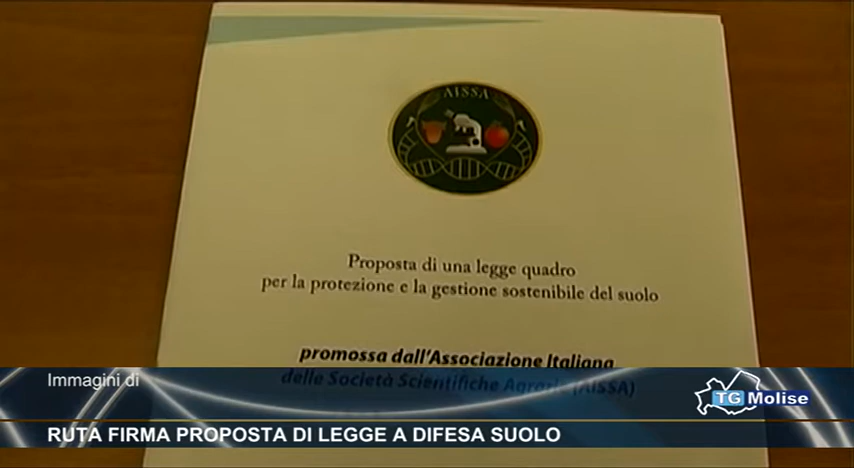 AISSA
Proposta di una legge quadro
per la protezione e la gestione sostenibile del suolo
promossa dall'Associazione Italiana
delle Società Scientifiche Agrarie (AISSA)
Immagini di
TG Molise
RUTA FIRMA PROPOSTA DI LEGGE A DIFESA SUOLO